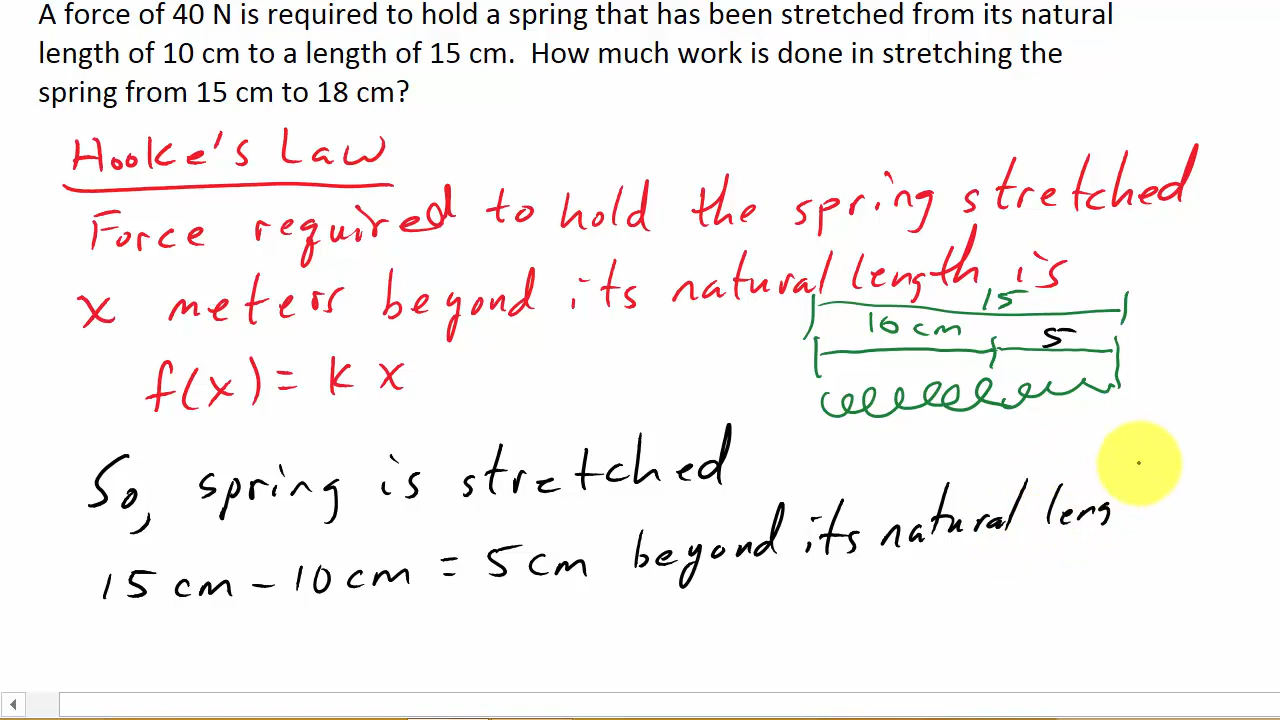 A force of 40 N is required to hold a spring that has been stretched from its natural
length of 10 cm to a length of 15 cm. How much work is done in stretching the
spring from 15 cm to 18 cm?
Hooke's Law
Force required to hold the spring stretched
x meters beyond its natural length is
15
10 cm
5
f(x) = k x
So, spring is stretched
15 cm - 10 cm = 5 cm beyond its natural leng